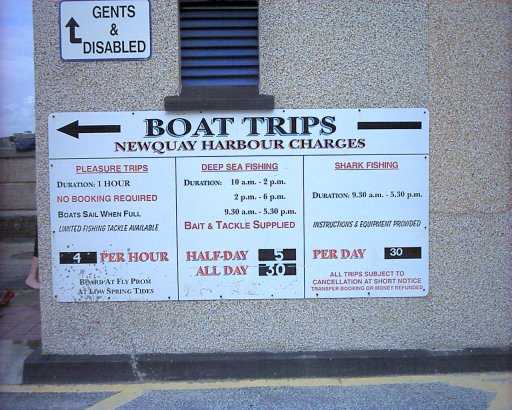 GENTS
&
DISABLED
BOAT TRIPS
NEWQUAY HARBOUR CHARGES
PLEASURE TRIPS
DURATION: 1 HOUR
NO BOOKING REQUIRED
BOATS SAIL WHEN FULL
LIMITED FISHING TACKLE AVAILABLE
4 PER HOUR
BOARD AT FLY PROM
AT LOW SPRING TIDES
DEEP SEA FISHING
DURATION: 10 a.m. - 2 p.m.
2 p.m. - 6 p.m.
9.30 a.m. - 5.30 p.m.
BAIT & TACKLE SUPPLIED
HALF-DAY 5
ALL DAY 30
SHARK FISHING
DURATION: 9.30 a.m. - 5.30 p.m.
INSTRUCTIONS & EQUIPMENT PROVIDED
PER DAY 30
ALL TRIPS SUBJECT TO
CANCELLATION AT SHORT NOTICE
TRANSFER BOOKING OR MONEY REFUNDED